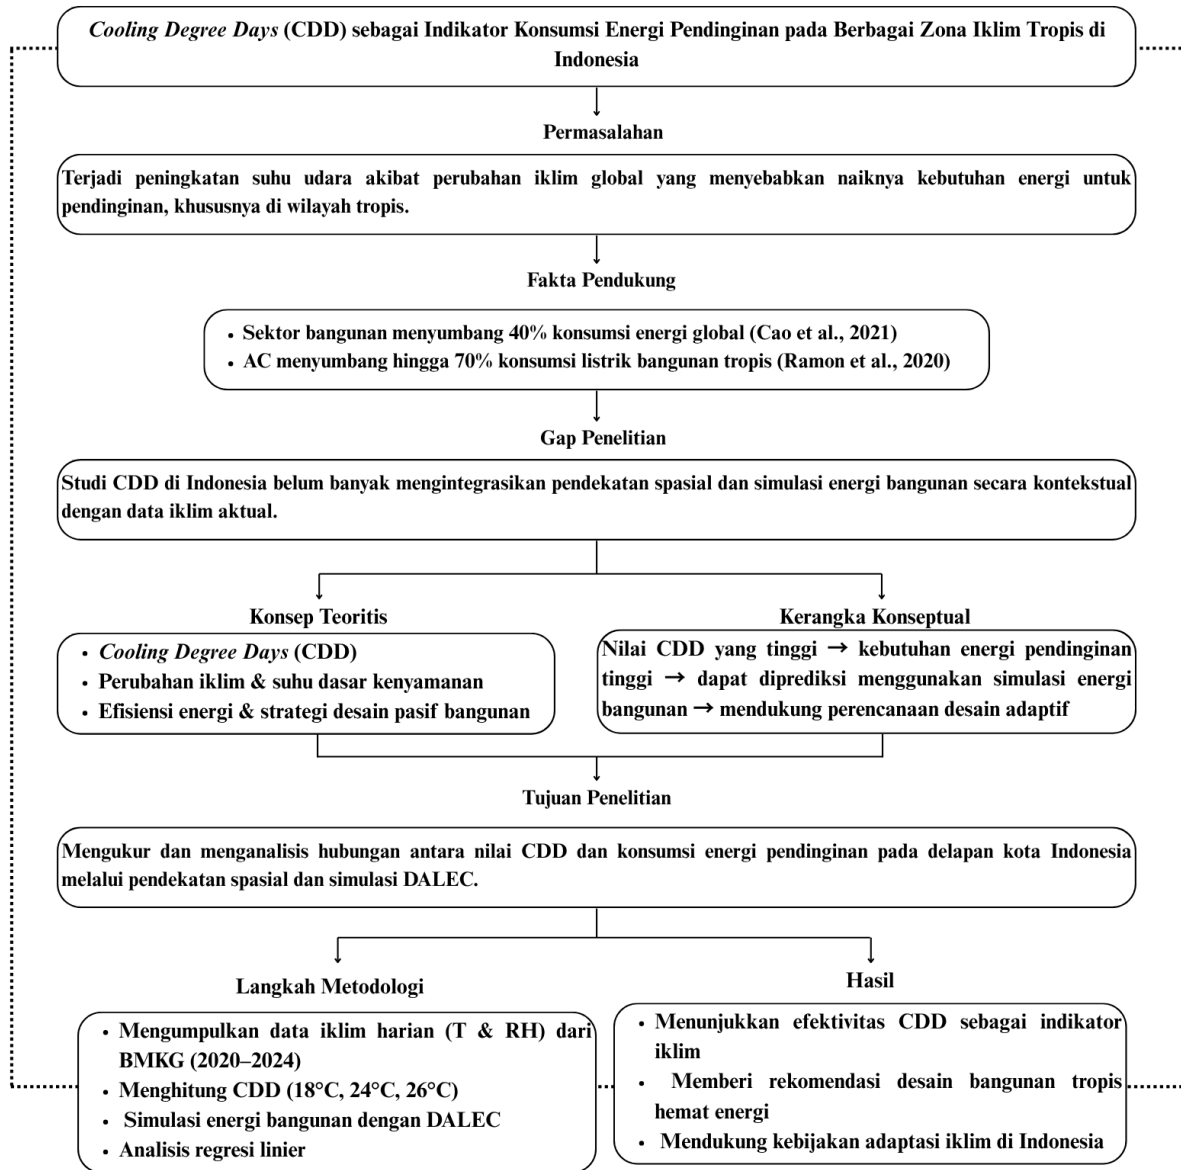 Cooling Degree Days (CDD) sebagai Indikator Konsumsi Energi Pendinginan pada Berbagai Zona Iklim Tropis di
Indonesia
Permasalahan
Terjadi peningkatan suhu udara akibat perubahan iklim global yang menyebabkan naiknya kebutuhan energi untuk
pendinginan, khususnya di wilayah tropis.
Fakta Pendukung
• Sektor bangunan menyumbang 40% konsumsi energi global (Cao et al., 2021)
• AC menyumbang hingga 70% konsumsi listrik bangunan tropis (Ramon et al., 2020)
Gap Penelitian
Studi CDD di Indonesia belum banyak mengintegrasikan pendekatan spasial dan simulasi energi bangunan secara kontekstual
dengan data iklim aktual.
Konsep Teoritis
• Cooling Degree Days (CDD)
• Perubahan iklim & suhu dasar kenyamanan
• Efisiensi energi & strategi desain pasif bangunan
Kerangka Konseptual
Nilai CDD yang tinggi → kebutuhan energi pendinginan
tinggi → dapat diprediksi menggunakan simulasi energi
bangunan → mendukung perencanaan desain adaptif
Tujuan Penelitian
Mengukur dan menganalisis hubungan antara nilai CDD dan konsumsi energi pendinginan pada delapan kota Indonesia
melalui pendekatan spasial dan simulasi DALEC.
Langkah Metodologi
• Mengumpulkan data iklim harian (T & RH) dari
BMKG (2020–2024)
• Menghitung CDD (18°C, 24°C, 26°C)
• Simulasi energi bangunan dengan DALEC
• Analisis regresi linier
Hasil
• Menunjukkan efektivitas CDD sebagai indikator
iklim
• Memberi rekomendasi desain bangunan tropis
hemat energi
• Mendukung kebijakan adaptasi iklim di Indonesia